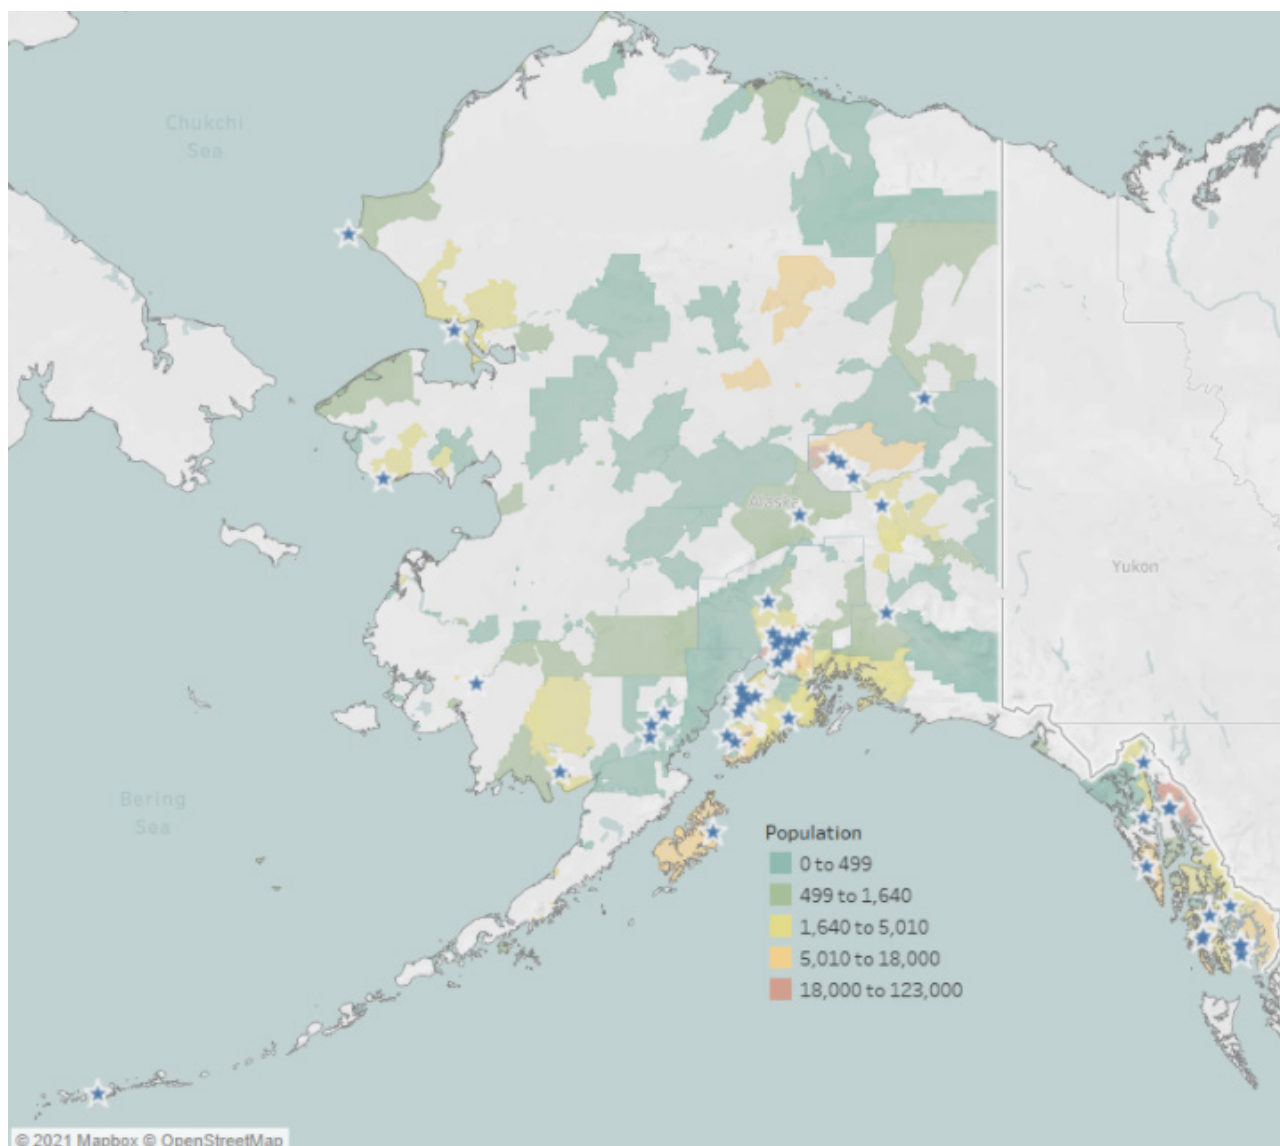 Chukchi
Sea
Alaska
Yukon
Bering
Sea
Population
0 to 499
499 to 1,640
1,640 to 5,010
5,010 to 18,000
18,000 to 123,000
© 2021 Mapbox © OpenStreetMap